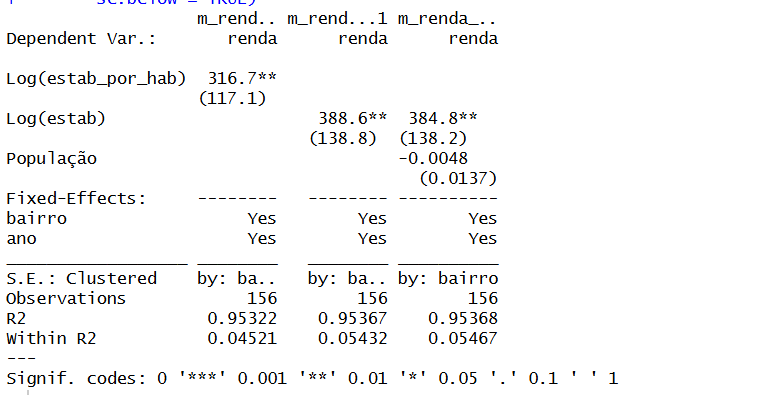 m_rend.. m_rend...1 m_renda_..
Dependent Var.: renda renda renda
Log(estab_por_hab) 316.7**
(117.1)
Log(estab) 388.6** 384.8**
(138.8) (138.2)
População -0.0048
(0.0137)
Fixed-Effects: -------- -------- ----------
bairro Yes Yes Yes
ano Yes Yes Yes
__________________ ________ ________ __________
S.E.: Clustered by: ba.. by: ba.. by: bairro
Observations 156 156 156
R2 0.95322 0.95367 0.95368
Within R2 0.04521 0.05432 0.05467
---
Signif. codes: 0 '***' 0.001 '**' 0.01 '*' 0.05 '.' 0.1 ' ' 1